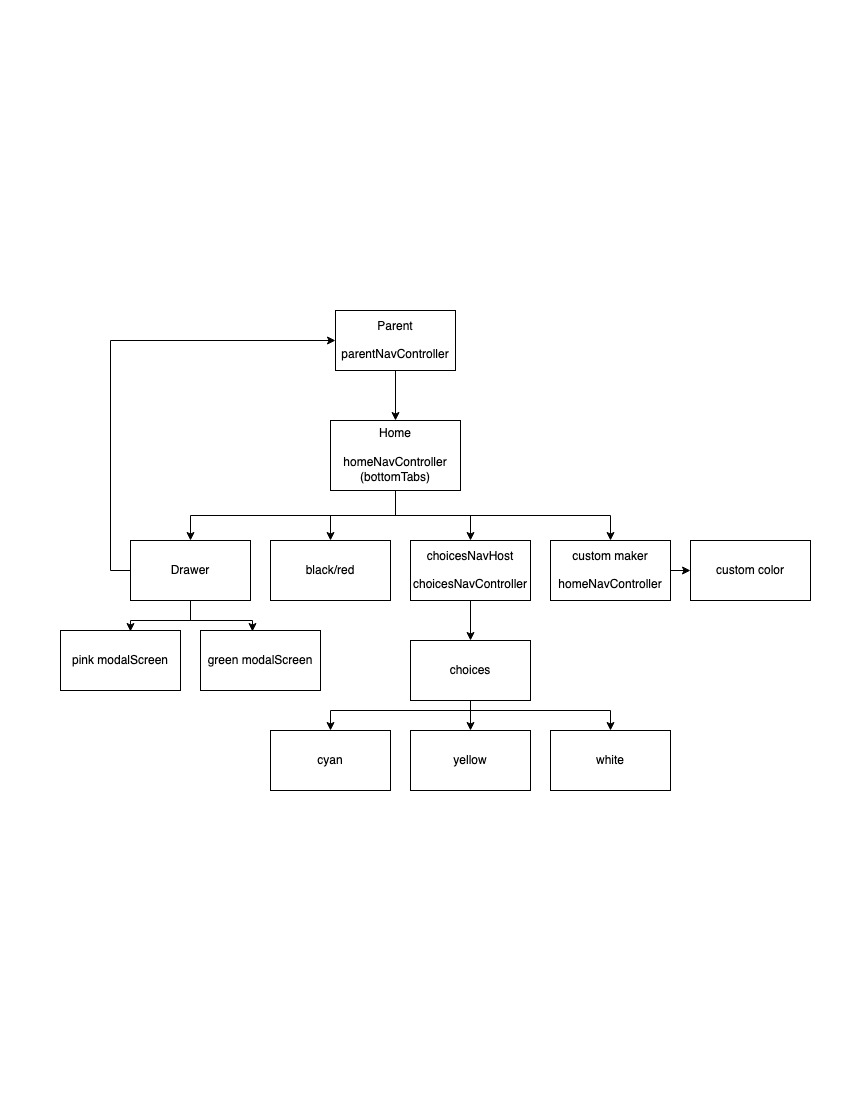 Parent
parentNavController
Home
homeNavController
(bottomTabs)
Drawer
black/red
choicesNavHost
choicesNavController
custom maker
homeNavController
custom color
pink modalScreen
green modalScreen
choices
cyan
yellow
white